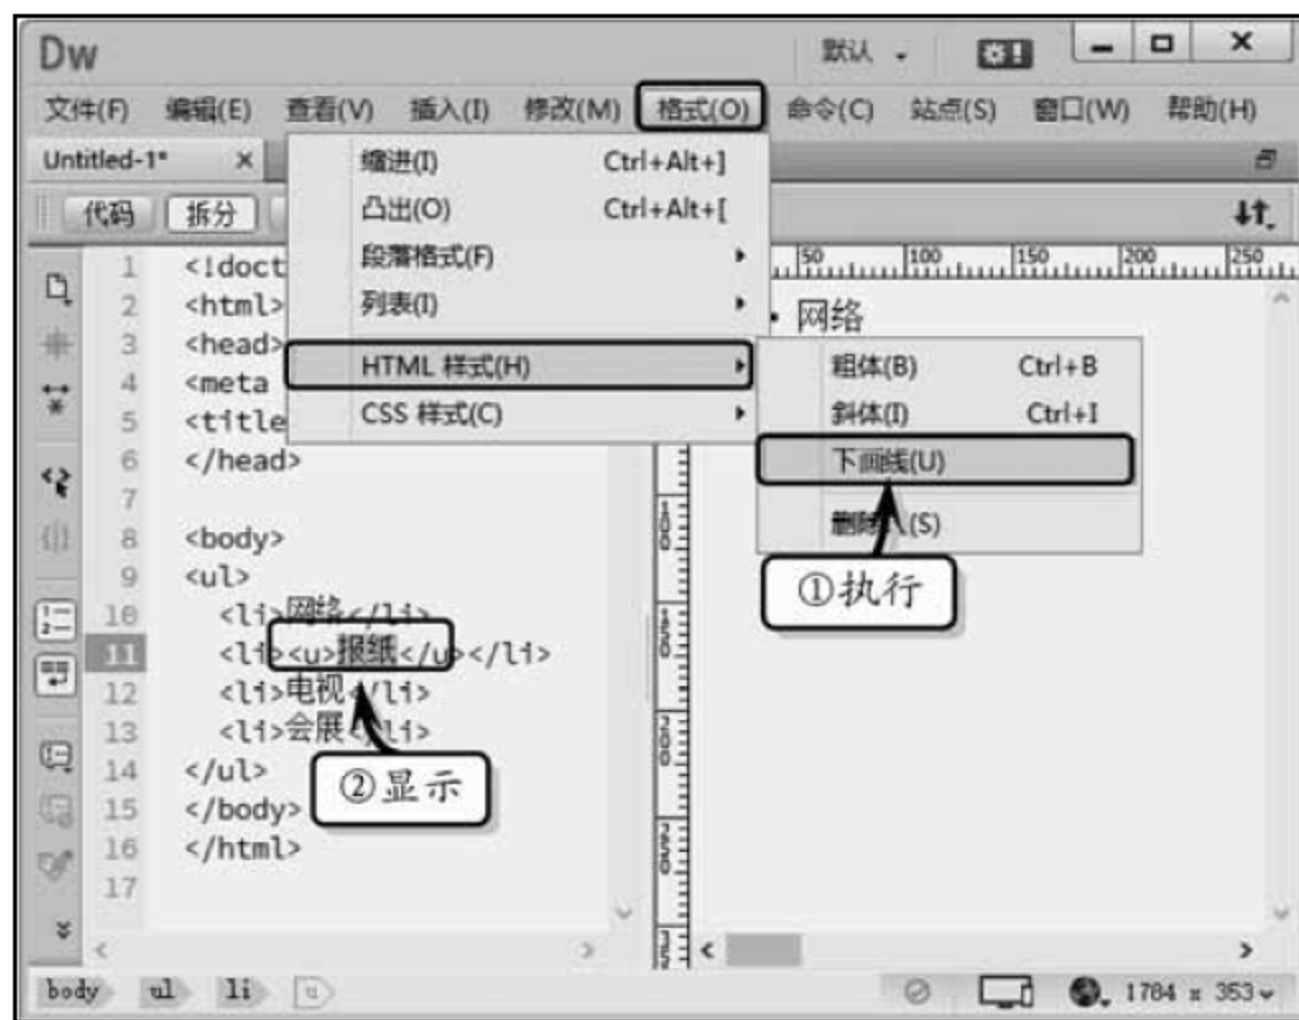 Dw 默认
文件(F) 编辑(E) 查看(V) 插入(I) 修改(M) 格式(O) 命令(C) 站点(S) 窗口(W) 帮助(H)
Untitled-1* ×
缩进(I) Ctrl+Alt+]
代码 拆分
凸出(O) Ctrl+Alt+[
段落格式(F)
列表(I)
HTML 样式(H)
CSS 样式(C)
50 100 150 200 250
• 网络
粗体(B) Ctrl+B
斜体(I) Ctrl+I
下画线(U)
(S)
①执行
1 <!doct
2 <html>
3 <head>
4 <meta
5 <title
6 </head>
7
8 <body>
9 <ul>
10 <li>网络</li>
11 <li><u>报纸</u></li>
12 <li>电视</li>
13 <li>会展</li>
14 </ul>
15 </body>
16 </html>
17
②显示
100
150
200
250
body ul li u 1784 x 353